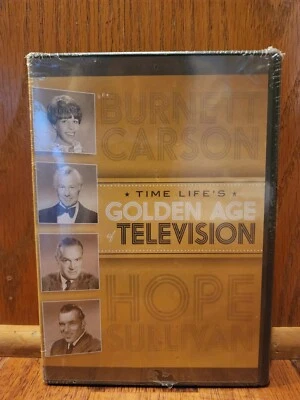 BURNETT
CARSON
★ TIME LIFE'S ★
GOLDEN AGE
of TELEVISION
HOPE
SULLIVAN